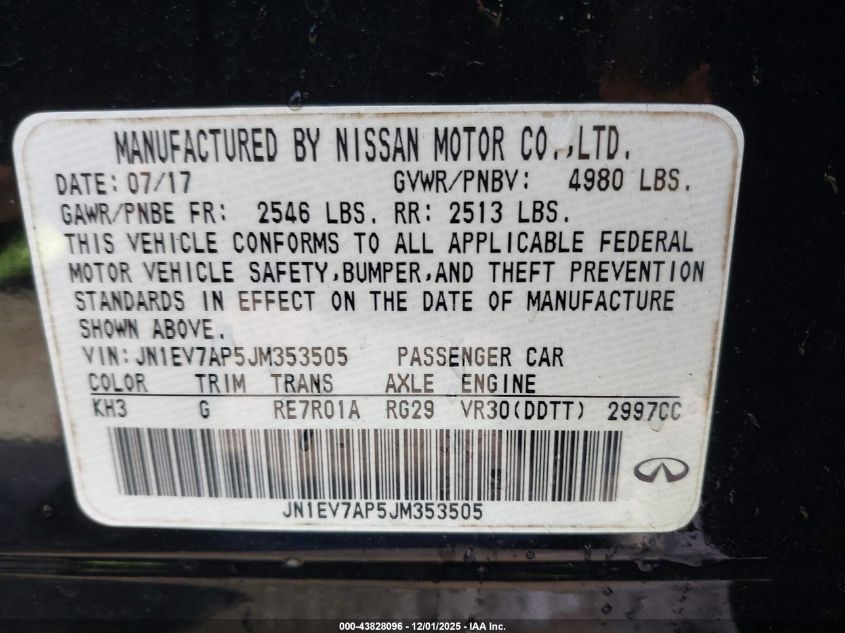 MANUFACTURED BY NISSAN MOTOR CO.,LTD.
DATE: 07/17 GVWR/PNBV: 4980 LBS.
GAWR/PNBE FR: 2546 LBS. RR: 2513 LBS.
THIS VEHICLE CONFORMS TO ALL APPLICABLE FEDERAL
MOTOR VEHICLE SAFETY,BUMPER,AND THEFT PREVENTION
STANDARDS IN EFFECT ON THE DATE OF MANUFACTURE
SHOWN ABOVE.
VIN:JN1EV7AP5JM353505 PASSENGER CAR
COLOR TRIM TRANS AXLE ENGINE
KH3 G RE7R01A RG29 VR30(DDTT) 2997CC
JN1EV7AP5JM353505
000-43828096 - 12/01/2025 - IAA Inc.